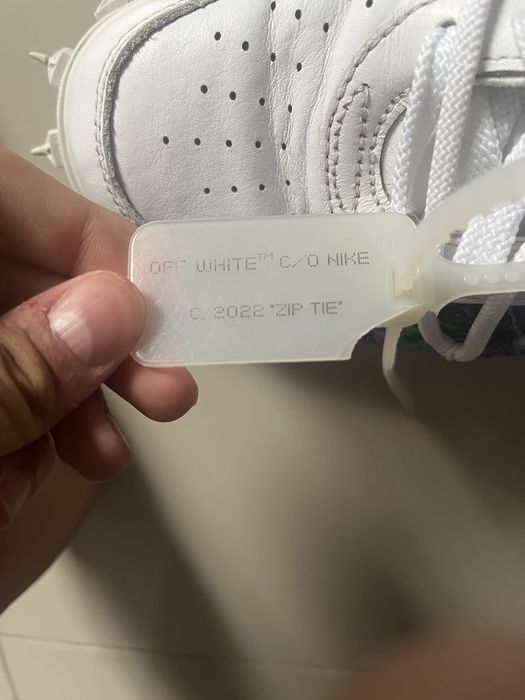 OFF WHITE™ C/O NIKE
C. 2022 "ZIP TIE"